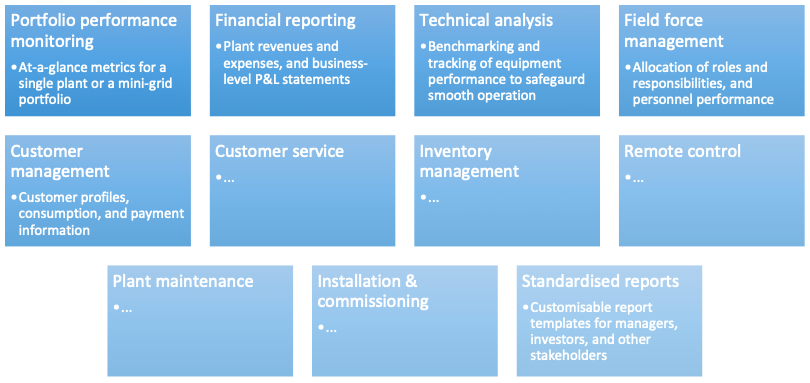 Portfolio performance
monitoring
•At-a-glance metrics for a
single plant or a mini-grid
portfolio
Financial reporting
•Plant revenues and
expenses, and business-
level P&L statements
Technical analysis
•Benchmarking and
tracking of equipment
performance to safegaurd
smooth operation
Field force
management
•Allocation of roles and
responsibilities, and
personnel performance
Customer
management
•Customer profiles,
consumption, and payment
information
Customer service
•...
Inventory
management
•...
Remote control
•...
Plant maintenance
•...
Installation &
commissioning
•...
Standardised reports
•Customisable report
templates for managers,
investors, and other
stakeholders